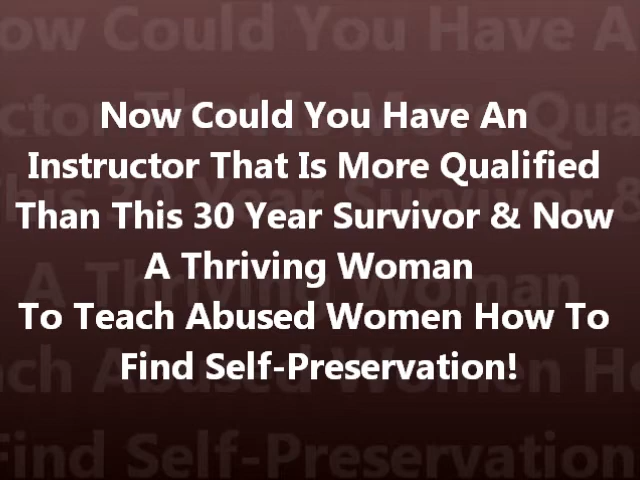 Now Could You Have An
Instructor That Is More Qualified
Than This 30 Year Survivor & Now
A Thriving Woman
To Teach Abused Women How To
Find Self-Preservation!